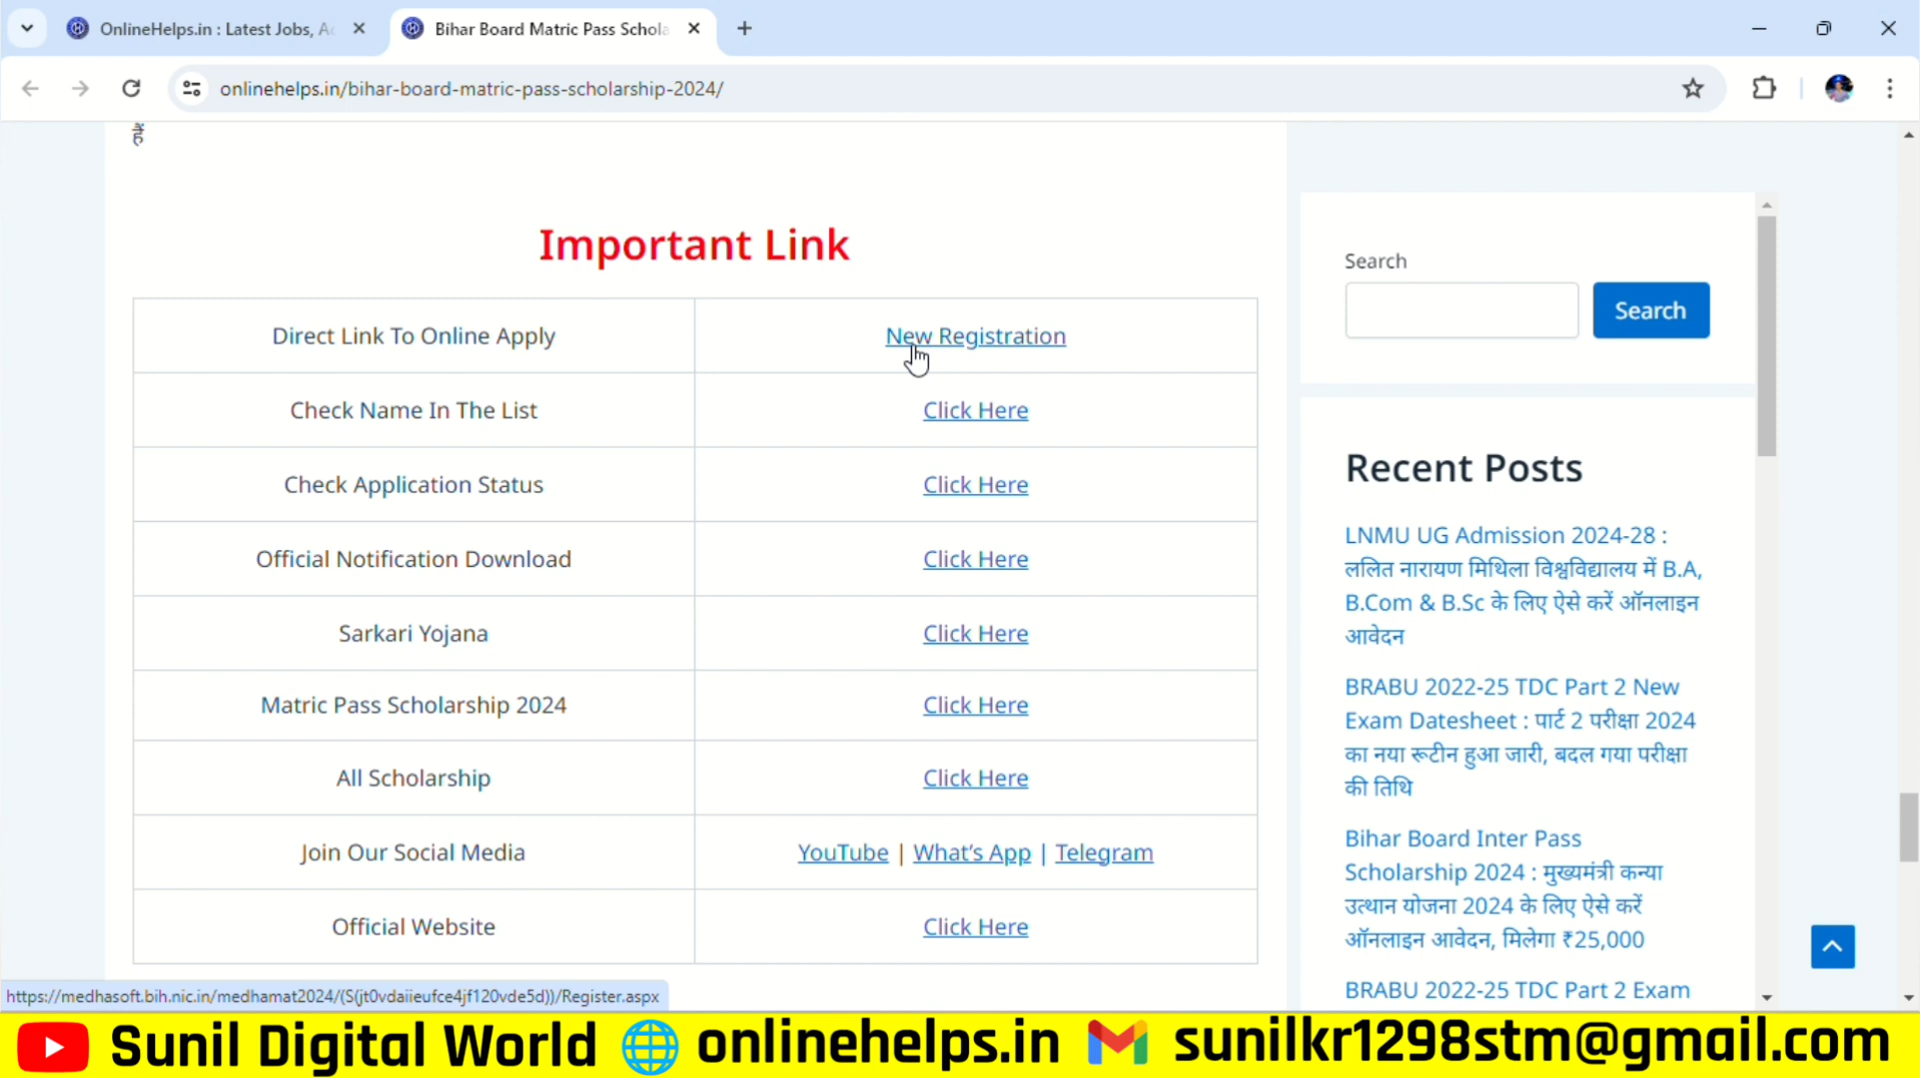 OnlineHelps.in : Latest Jobs, A
Bihar Board Matric Pass Schola
onlinehelps.in/bihar-board-matric-pass-scholarship-2024/
हैं
Important Link
Direct Link To Online Apply New Registration
Check Name In The List Click Here
Check Application Status Click Here
Official Notification Download Click Here
Sarkari Yojana Click Here
Matric Pass Scholarship 2024 Click Here
All Scholarship Click Here
Join Our Social Media YouTube | What's App | Telegram
Official Website Click Here
Search
Search
Recent Posts
LNMU UG Admission 2024-28 :
ललित नारायण मिथिला विश्वविद्यालय में B.A,
B.Com & B.Sc के लिए ऐसे करें ऑनलाइन
आवेदन
BRABU 2022-25 TDC Part 2 New
Exam Datesheet : पार्ट 2 परीक्षा 2024
का नया रूटीन हुआ जारी, बदल गया परीक्षा
की तिथि
Bihar Board Inter Pass
Scholarship 2024 : मुख्यमंत्री कन्या
उत्थान योजना 2024 के लिए ऐसे करें
ऑनलाइन आवेदन, मिलेगा ₹25,000
BRABU 2022-25 TDC Part 2 Exam
https://medhasoft.bih.nic.in/medhamat2024/(S(jt0vdaiieufce4jf120vde5d))/Register.aspx
Sunil Digital World onlinehelps.in sunilkr1298stm@gmail.com